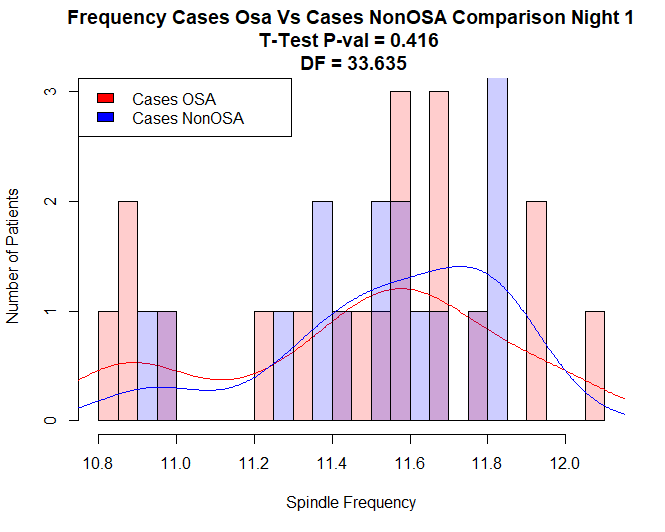 Frequency Cases Osa Vs Cases NonOSA Comparison Night 1
T-Test P-val = 0.416
DF = 33.635
Cases OSA
Cases NonOSA
Number of Patients
3
2
1
0
10.8 11.0 11.2 11.4 11.6 11.8 12.0
Spindle Frequency